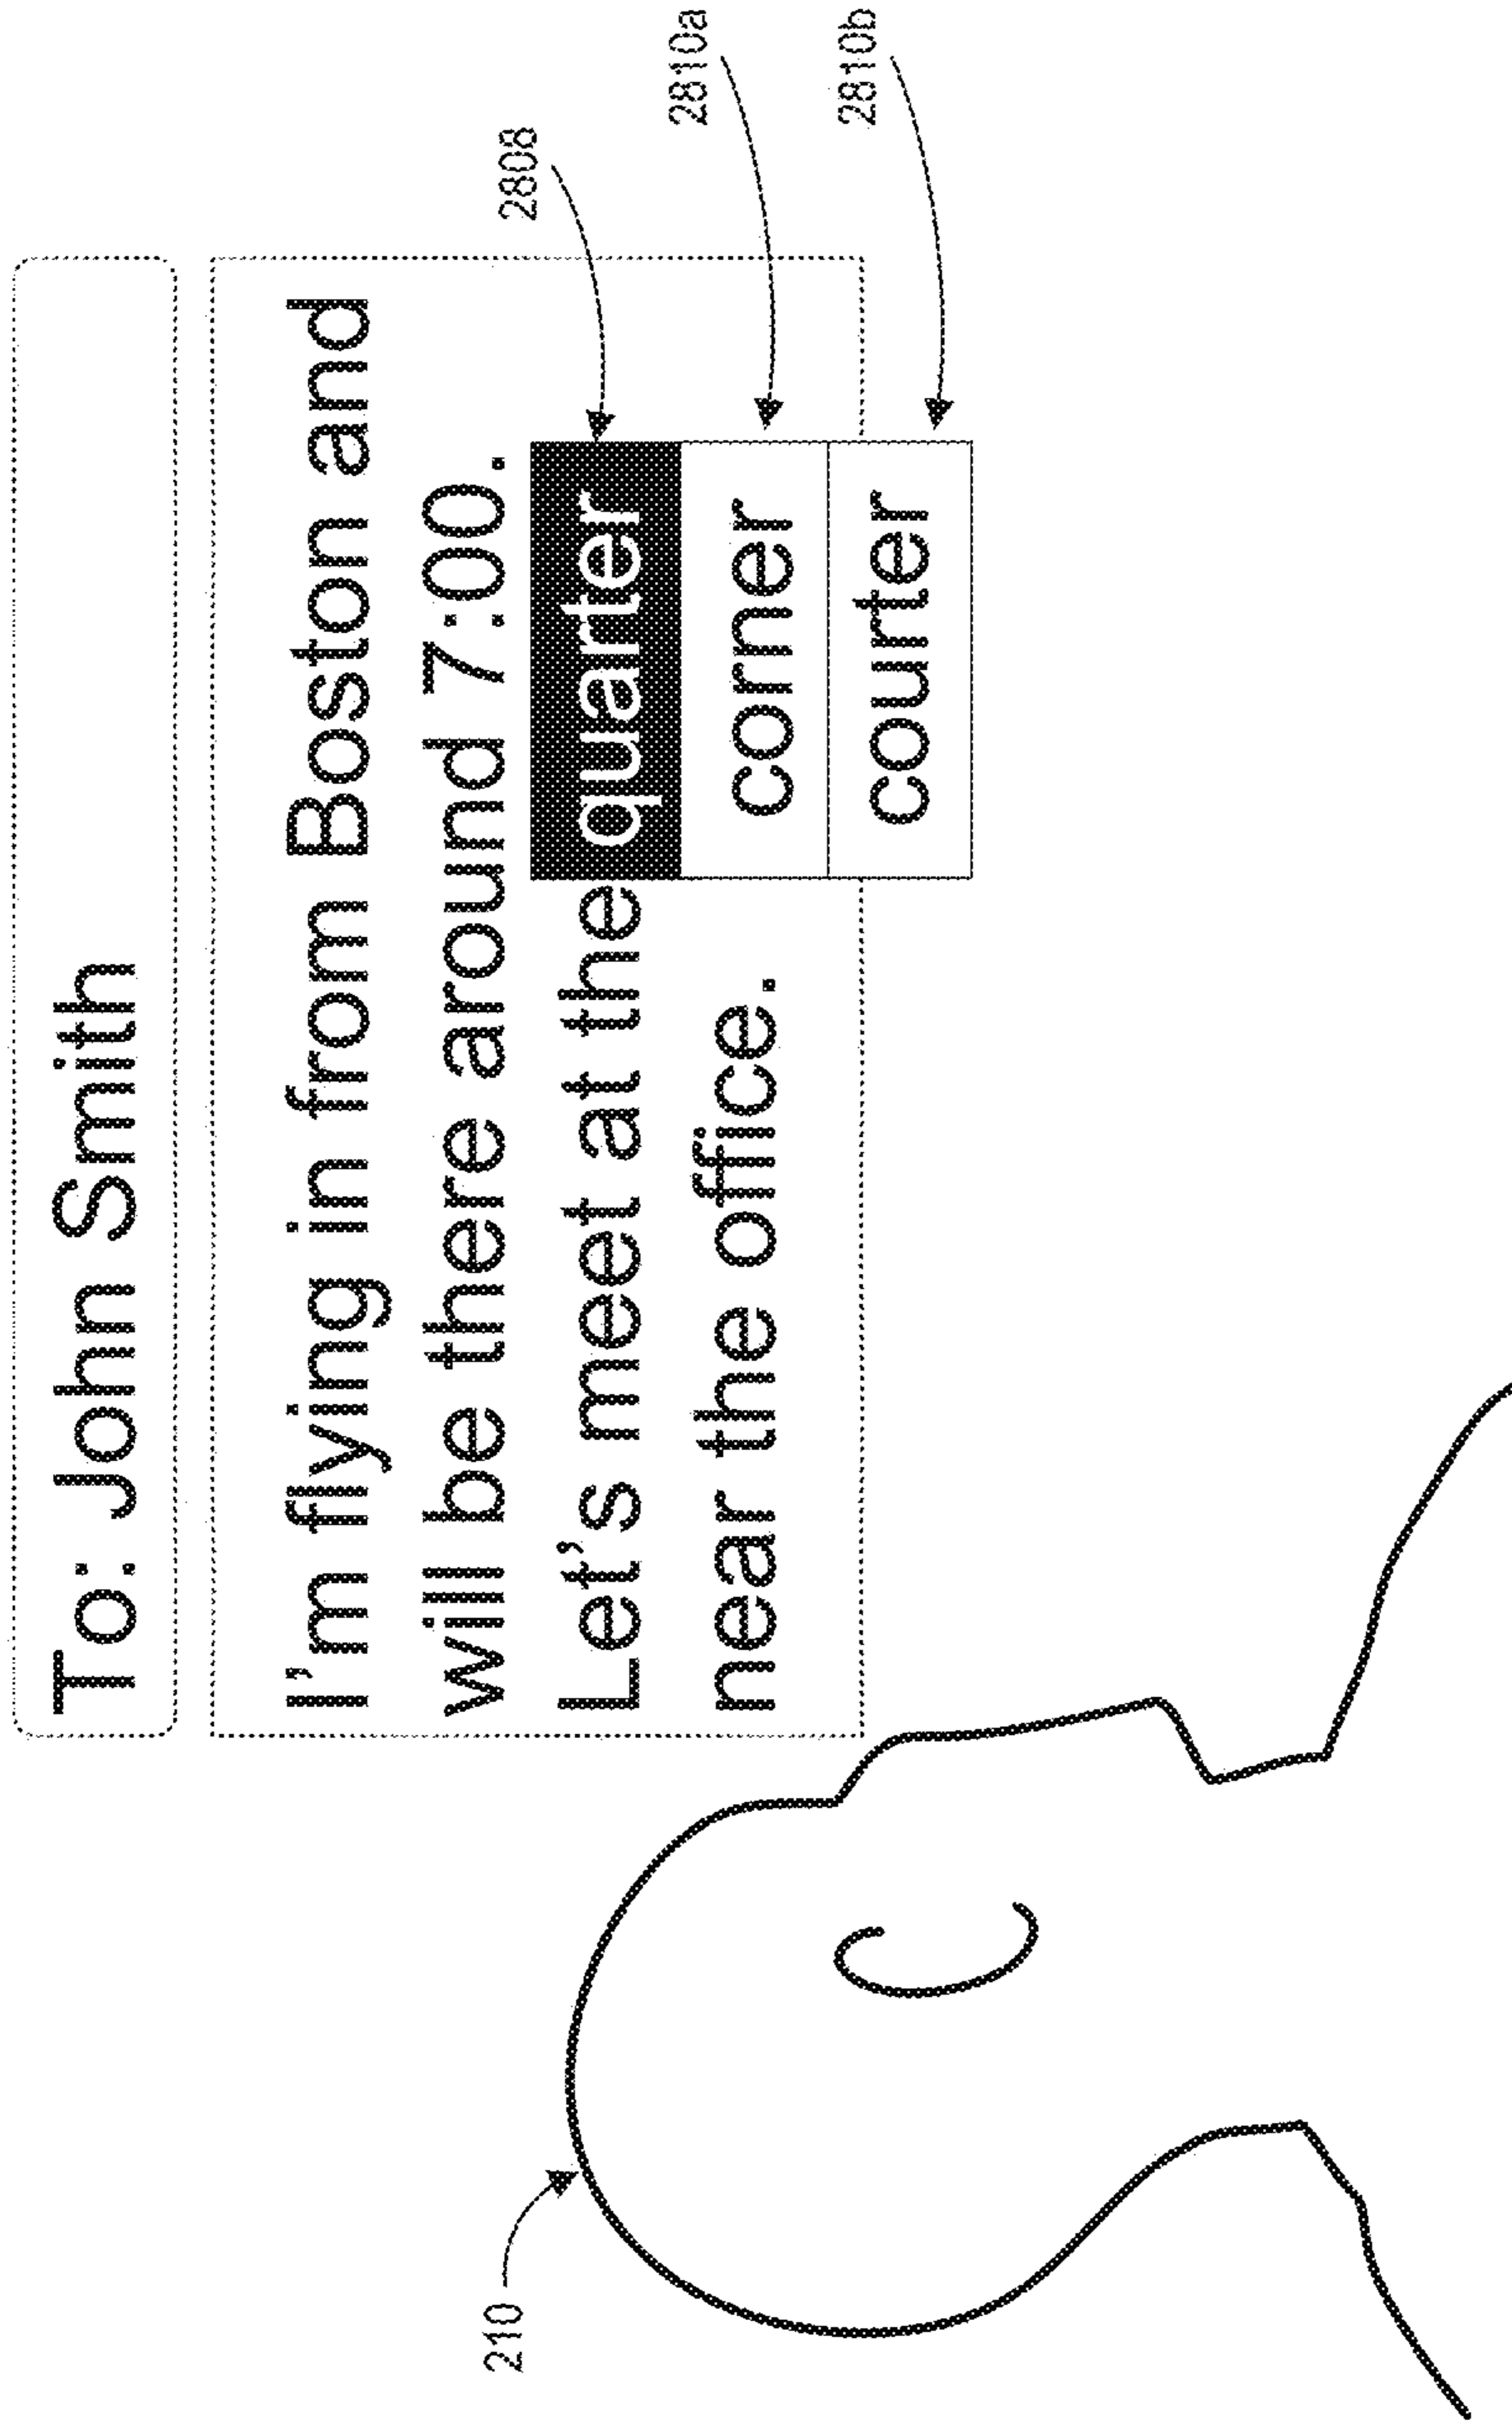 To: John Smith
I'm flying in from Boston and
will be there around 7:00.
Let's meet at the quarter
near the office.
corner
courter
2808
2810a
2810b
210